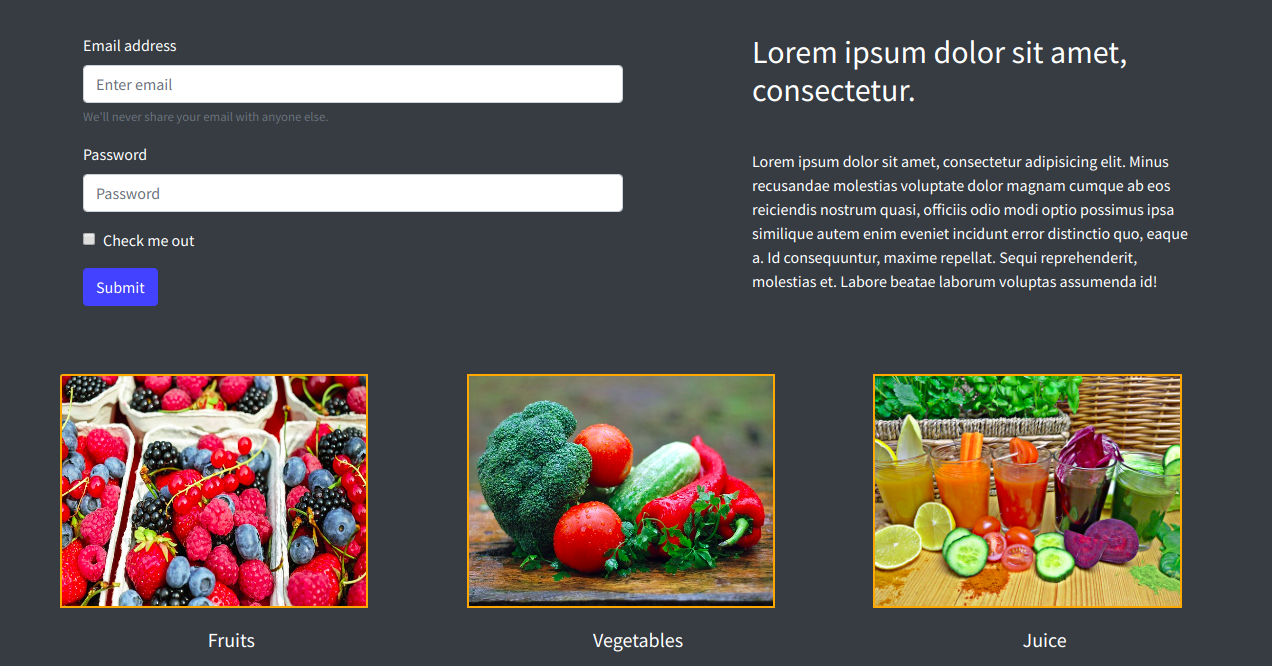 Email address
Enter email
We'll never share your email with anyone else.
Password
Password
Check me out
Submit
Lorem ipsum dolor sit amet,
consectetur.
Lorem ipsum dolor sit amet, consectetur adipisicing elit. Minus
recusandae molestias voluptate dolor magnam cumque ab eos
reiciendis nostrum quasi, officiis odio modi optio possimus ipsa
similique autem enim eveniet incidunt error distinctio quo, eaque
a. Id consequuntur, maxime repellat. Sequi reprehenderit,
molestias et. Labore beatae laborum voluptas assumenda id!
Fruits
Vegetables
Juice